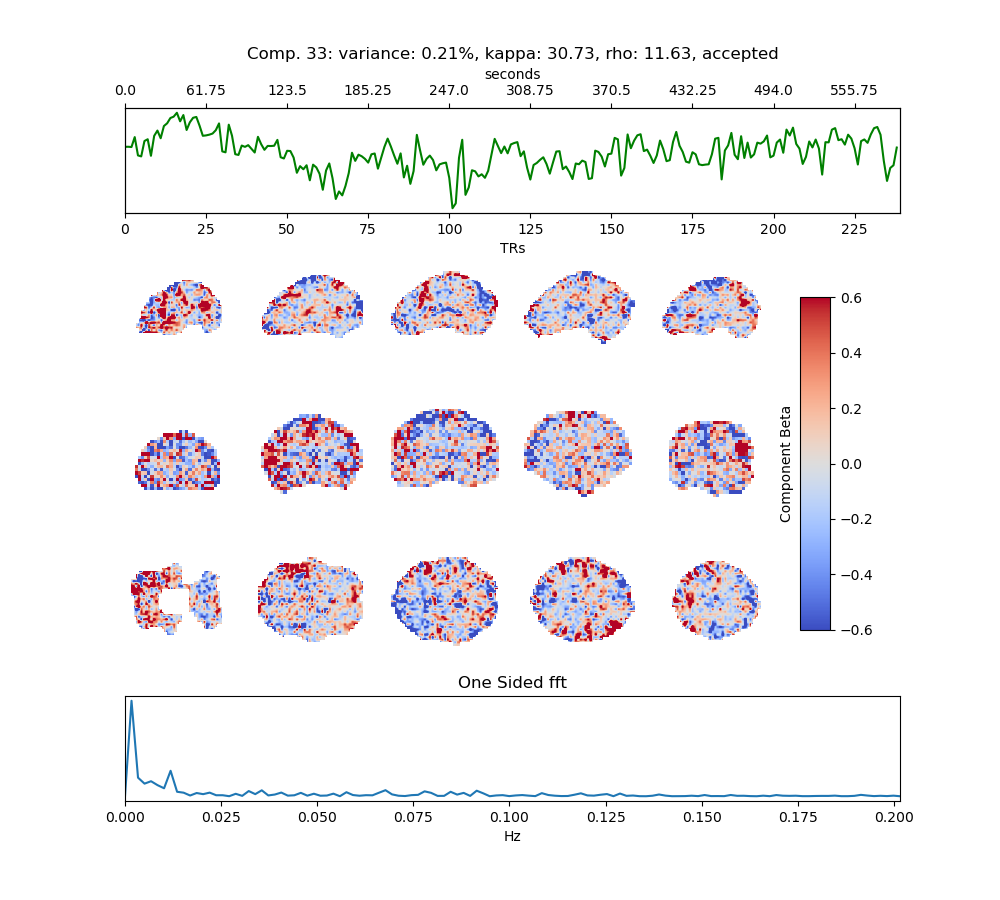 Comp. 33: variance: 0.21%, kappa: 30.73, rho: 11.63, accepted
seconds
0.0 61.75 123.5 185.25 247.0 308.75 370.5 432.25 494.0 555.75
0 25 50 75 100 125 150 175 200 225
TRs
0.6
0.4
0.2
0.0
−0.2
−0.4
−0.6
Component Beta
One Sided fft
0.000 0.025 0.050 0.075 0.100 0.125 0.150 0.175 0.200
Hz